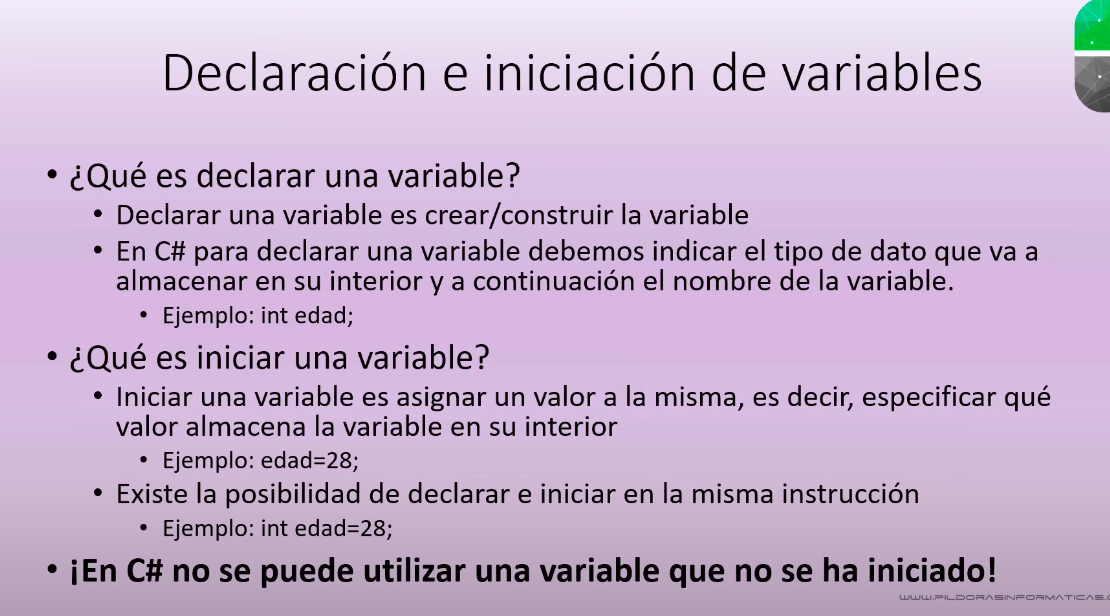 Declaración e iniciación de variables
• ¿Qué es declarar una variable?
• Declarar una variable es crear/construir la variable
• En C# para declarar una variable debemos indicar el tipo de dato que va a
almacenar en su interior y a continuación el nombre de la variable.
• Ejemplo: int edad;
• ¿Qué es iniciar una variable?
• Iniciar una variable es asignar un valor a la misma, es decir, especificar qué
valor almacena la variable en su interior
• Ejemplo: edad=28;
• Existe la posibilidad de declarar e iniciar en la misma instrucción
• Ejemplo: int edad=28;
• ¡En C# no se puede utilizar una variable que no se ha iniciado!
WWW.PILDORASINFORMATICAS.